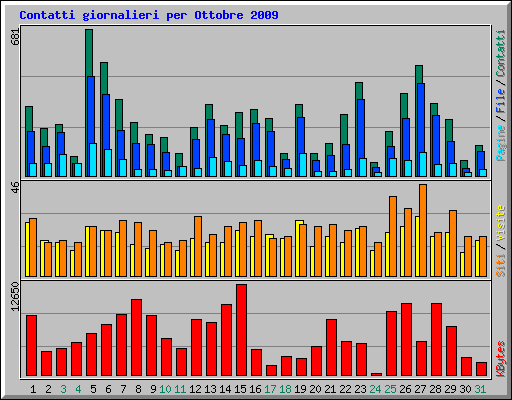 Contatti giornalieri per Ottobre 2009
681
Pagine / File / Contatti
46
Siti / Visite
12650
KBytes
1 2 3 4 5 6 7 8 9 10 11 12 13 14 15 16 17 18 19 20 21 22 23 24 25 26 27 28 29 30 31